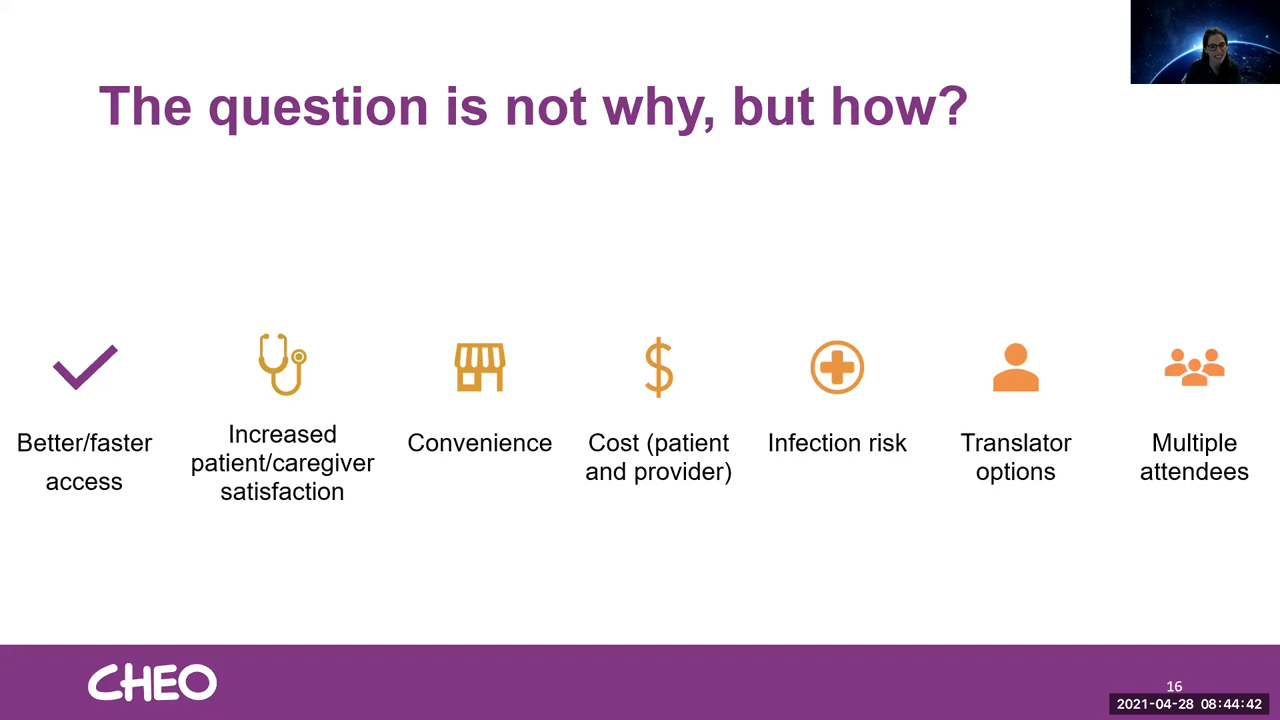 The question is not why, but how?
Better/faster
access
Increased
patient/caregiver
satisfaction
Convenience
Cost (patient
and provider)
Infection risk
Translator
options
Multiple
attendees
CHEO
16
2021-04-28 08:44:42